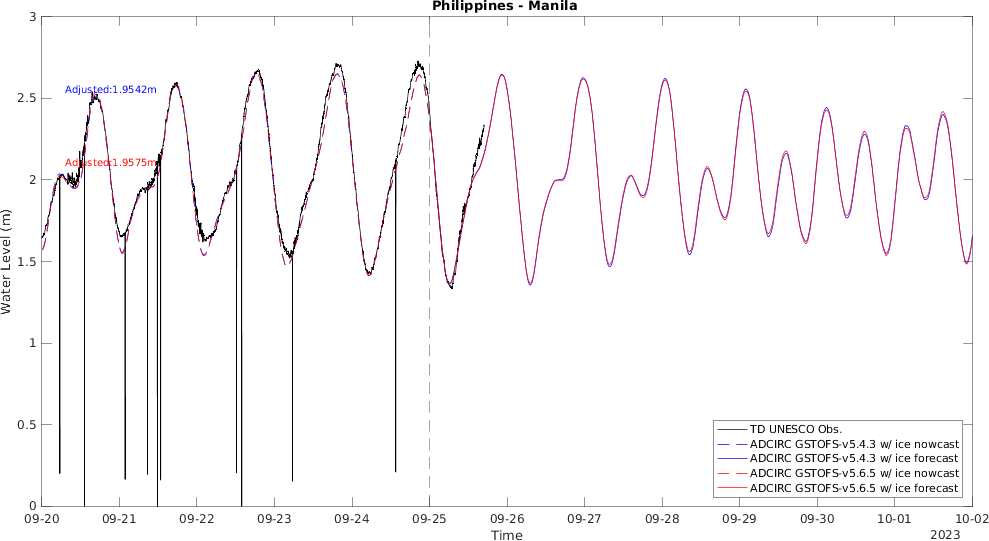 Philippines - Manila
3
2.5
2
1.5
1
0.5
0
Water Level (m)
Adjusted:1.9542m
Adjusted:1.9575m
TD UNESCO Obs.
ADCIRC GSTOFS-v5.4.3 w/ ice nowcast
ADCIRC GSTOFS-v5.4.3 w/ ice forecast
ADCIRC GSTOFS-v5.6.5 w/ ice nowcast
ADCIRC GSTOFS-v5.6.5 w/ ice forecast
09-20 09-21 09-22 09-23 09-24 09-25 09-26 09-27 09-28 09-29 09-30 10-01 10-02
Time
2023